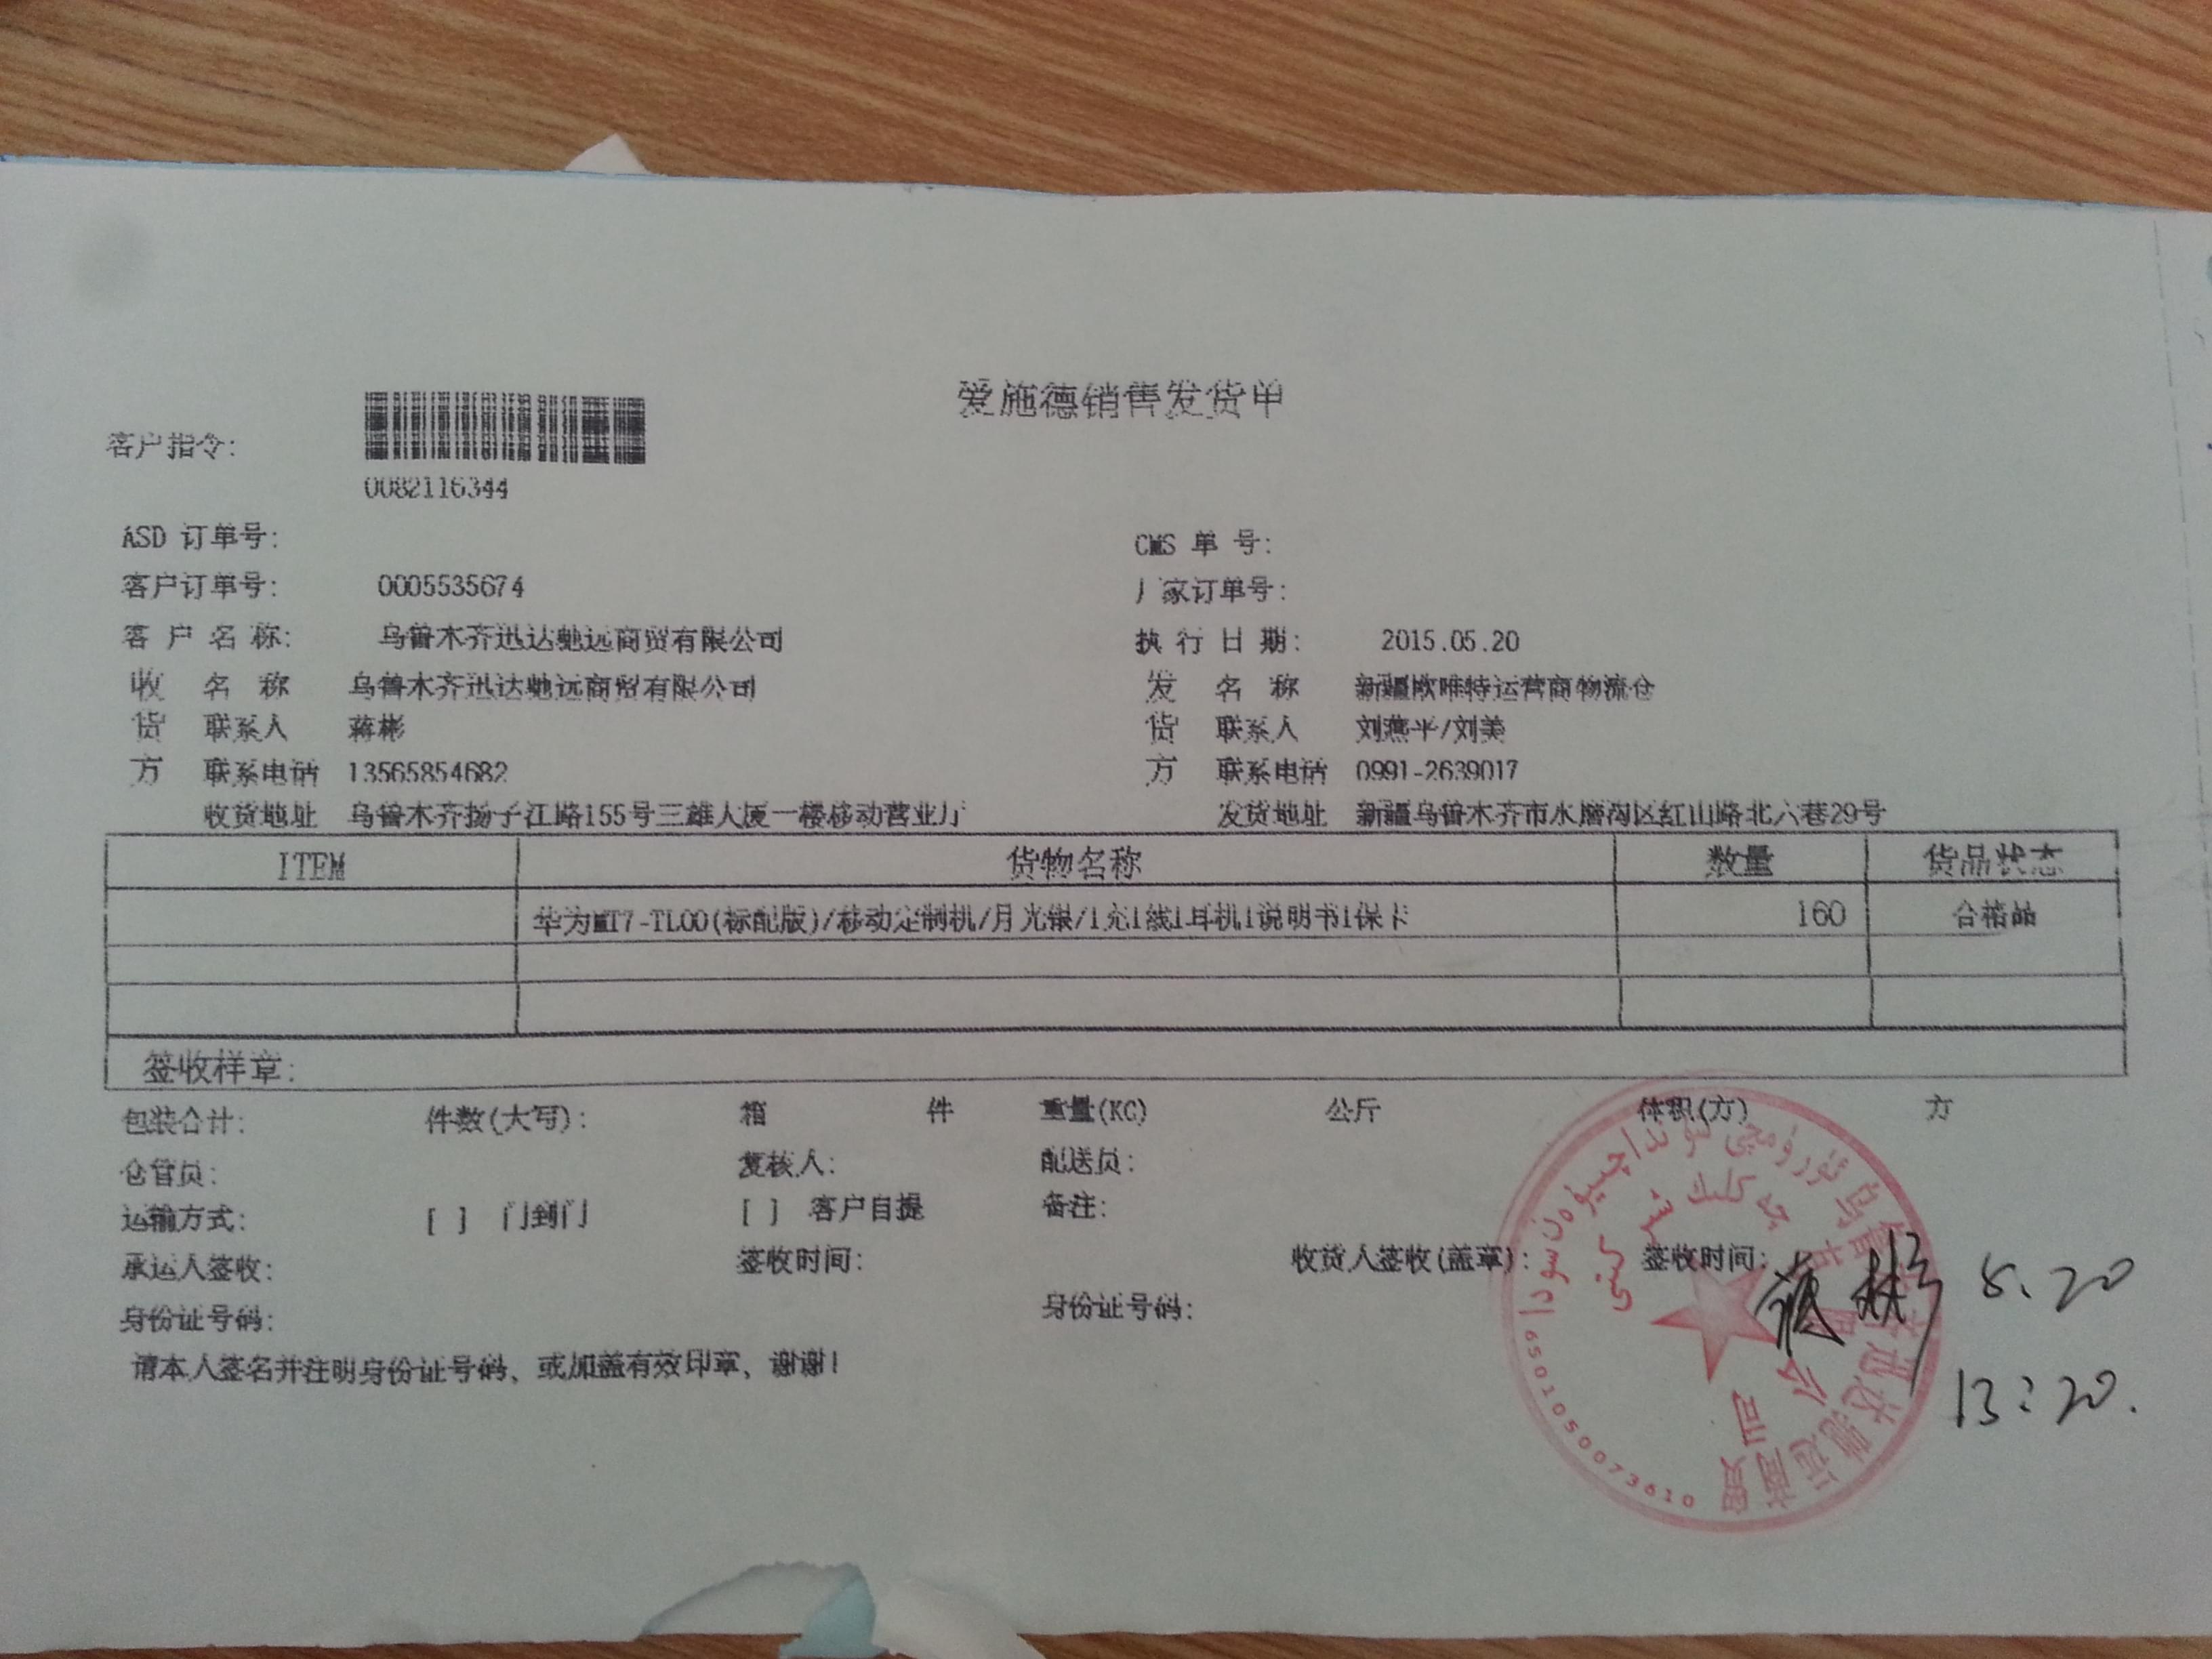 爱施德销售发货单
客户指令:
0082116344
ASD 订单号: CMS 单 号:
客户订单号: 0005535674 厂家订单号:
客 户 名 称: 乌鲁木齐迅达驰远商贸有限公司 执 行 日 期: 2015.05.20
收 名 称 乌鲁木齐迅达驰远商贸有限公司 发 名 称 新疆欧唯特运营商物流仓
货 联系人 蒋彬 货 联系人 刘燕平/刘美
方 联系电话 13565854682 方 联系电话 0991-2639017
收货地址 乌鲁木齐扬子江路155号三雄大厦一楼移动营业厅 发货地址 新疆乌鲁木齐市水磨沟区红山路北六巷29号
ITEM 货物名称 数量 货品状态
华为MT7-TL00(标配版)/移动定制机/月光银/1充1线1耳机1说明书1保卡 160 合格品
签收样章:
包装合计: 件数(大写): 箱 件 重量(KG) 公斤 体积(方) 方
仓管员: 复核人: 配送员:
运输方式: [ ] 门到门 [ ] 客户自提 备注:
承运人签收: 签收时间: 收货人签收(盖章): 签收时间:
蒋彬 5.20
13:20.
身份证号码: 身份证号码:
请本人签名并注明身份证号码、或加盖有效印章、谢谢!
乌鲁木齐迅达驰远商贸
有限公司
6501050073610